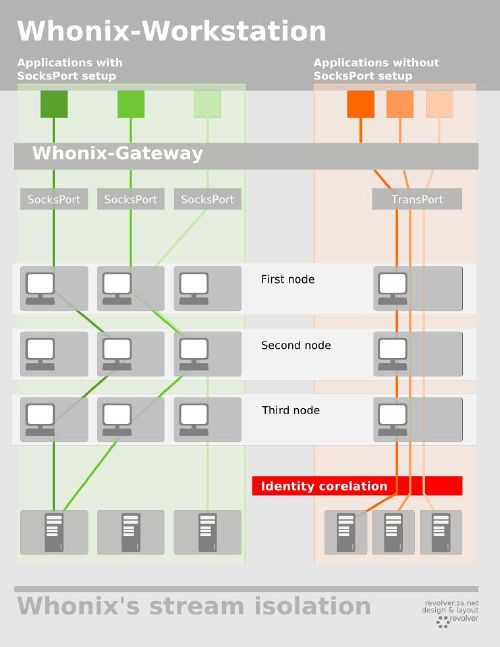 Whonix-Workstation
Applications with
SocksPort setup
Applications without
SocksPort setup
Whonix-Gateway
SocksPort
SocksPort
SocksPort
TransPort
First node
Second node
Third node
Identity corelation
Whonix's stream isolation
revolver.za.net
design & layout
revolver